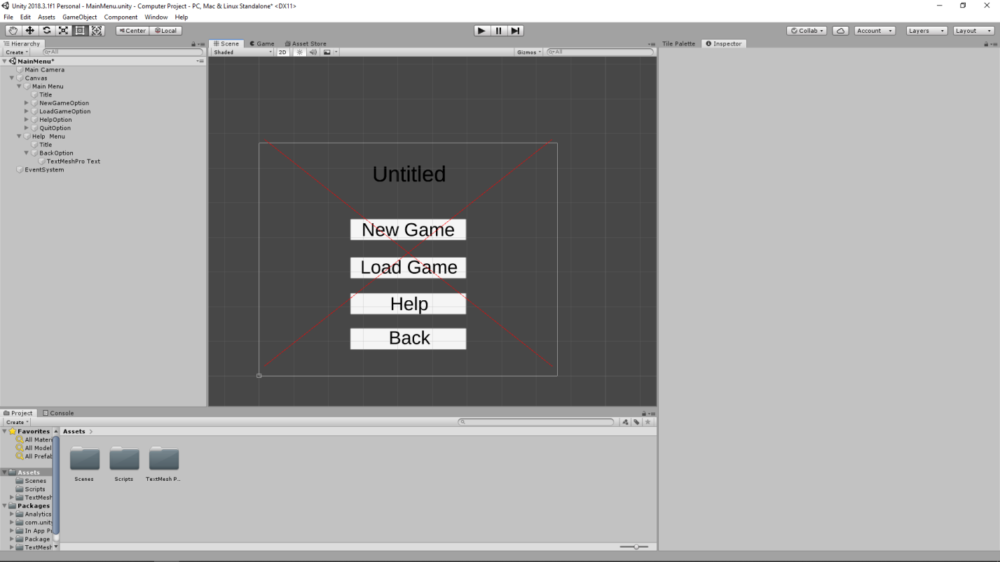 Unity 2018.3.1f1 Personal - MainMenu.unity - Computer Project - PC, Mac & Linux Standalone* <DX11>
File Edit Assets GameObject Component Window Help
Center Local Collab Account Layers Layout
Hierarchy
Create All
MainMenu*
Main Camera
Canvas
Main Menu
Title
NewGameOption
LoadGameOption
HelpOption
QuitOption
Help Menu
Title
BackOption
TextMeshPro Text
EventSystem
Scene Game Asset Store
Shaded 2D Gizmos All
Untitled
New Game
Load Game
Help
Back
Tile Palette Inspector
Project Console
Create
Favorites
All Mater
All Model
All Prefab
Assets
Scenes
Scripts
TextMesh
Packages
Analytics
com.unity
In App Pu
Package
TextMesh
Assets
Scenes Scripts TextMesh P...